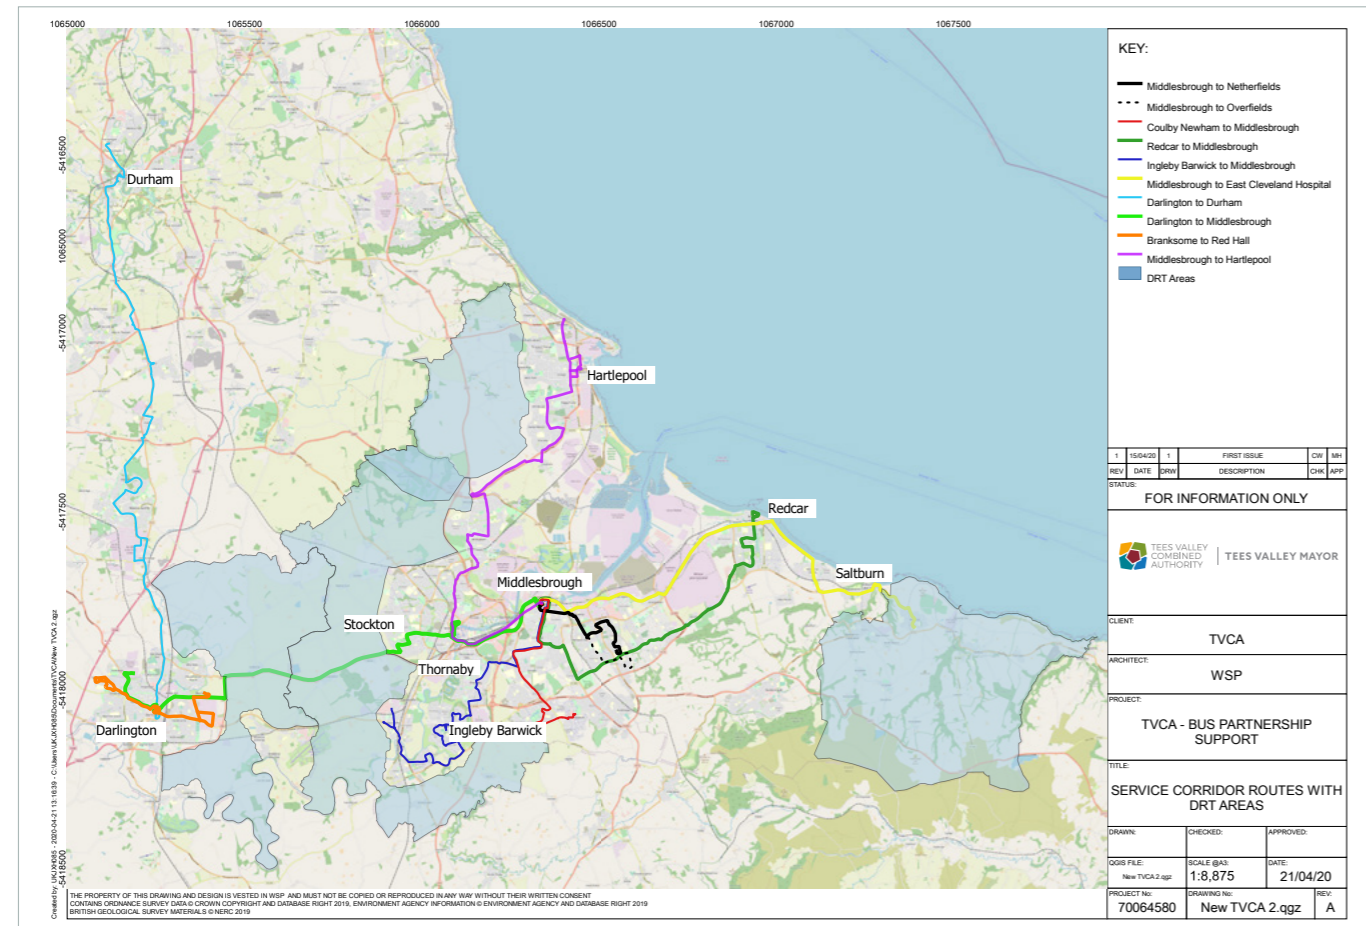 1065000
1065500
1066000
1066500
1067000
1067500
-5416500
1065000
-5417000
-5417500
-5418000
-5418500
Durham
Hartlepool
Redcar
Saltburn
Middlesbrough
Stockton
Thornaby
Ingleby Barwick
Darlington
KEY:
Middlesbrough to Netherfields
Middlesbrough to Overfields
Coulby Newham to Middlesbrough
Redcar to Middlesbrough
Ingleby Barwick to Middlesbrough
Middlesbrough to East Cleveland Hospital
Darlington to Durham
Darlington to Middlesbrough
Branksome to Red Hall
Middlesbrough to Hartlepool
DRT Areas
1 15/04/20 1 FIRST ISSUE CW MH
REV DATE DRW DESCRIPTION CHK APP
STATUS:
FOR INFORMATION ONLY
TEES VALLEY
COMBINED
AUTHORITY
TEES VALLEY MAYOR
CLIENT:
TVCA
ARCHITECT:
WSP
PROJECT:
TVCA - BUS PARTNERSHIP
SUPPORT
TITLE:
SERVICE CORRIDOR ROUTES WITH
DRT AREAS
DRAWN: CHECKED: APPROVED:
QGIS FILE: SCALE @A3: DATE:
New TVCA 2.qgz 1:8,875 21/04/20
PROJECT No: DRAWING No: REV:
70064580 New TVCA 2.qgz A
THE PROPERTY OF THIS DRAWING AND DESIGN IS VESTED IN WSP AND MUST NOT BE COPIED OR REPRODUCED IN ANY WAY WITHOUT THEIR WRITTEN CONSENT
CONTAINS ORDNANCE SURVEY DATA © CROWN COPYRIGHT AND DATABASE RIGHT 2019, ENVIRONMENT AGENCY INFORMATION © ENVIRONMENT AGENCY AND DATABASE RIGHT 2019
BRITISH GEOLOGICAL SURVEY MATERIALS © NERC 2019